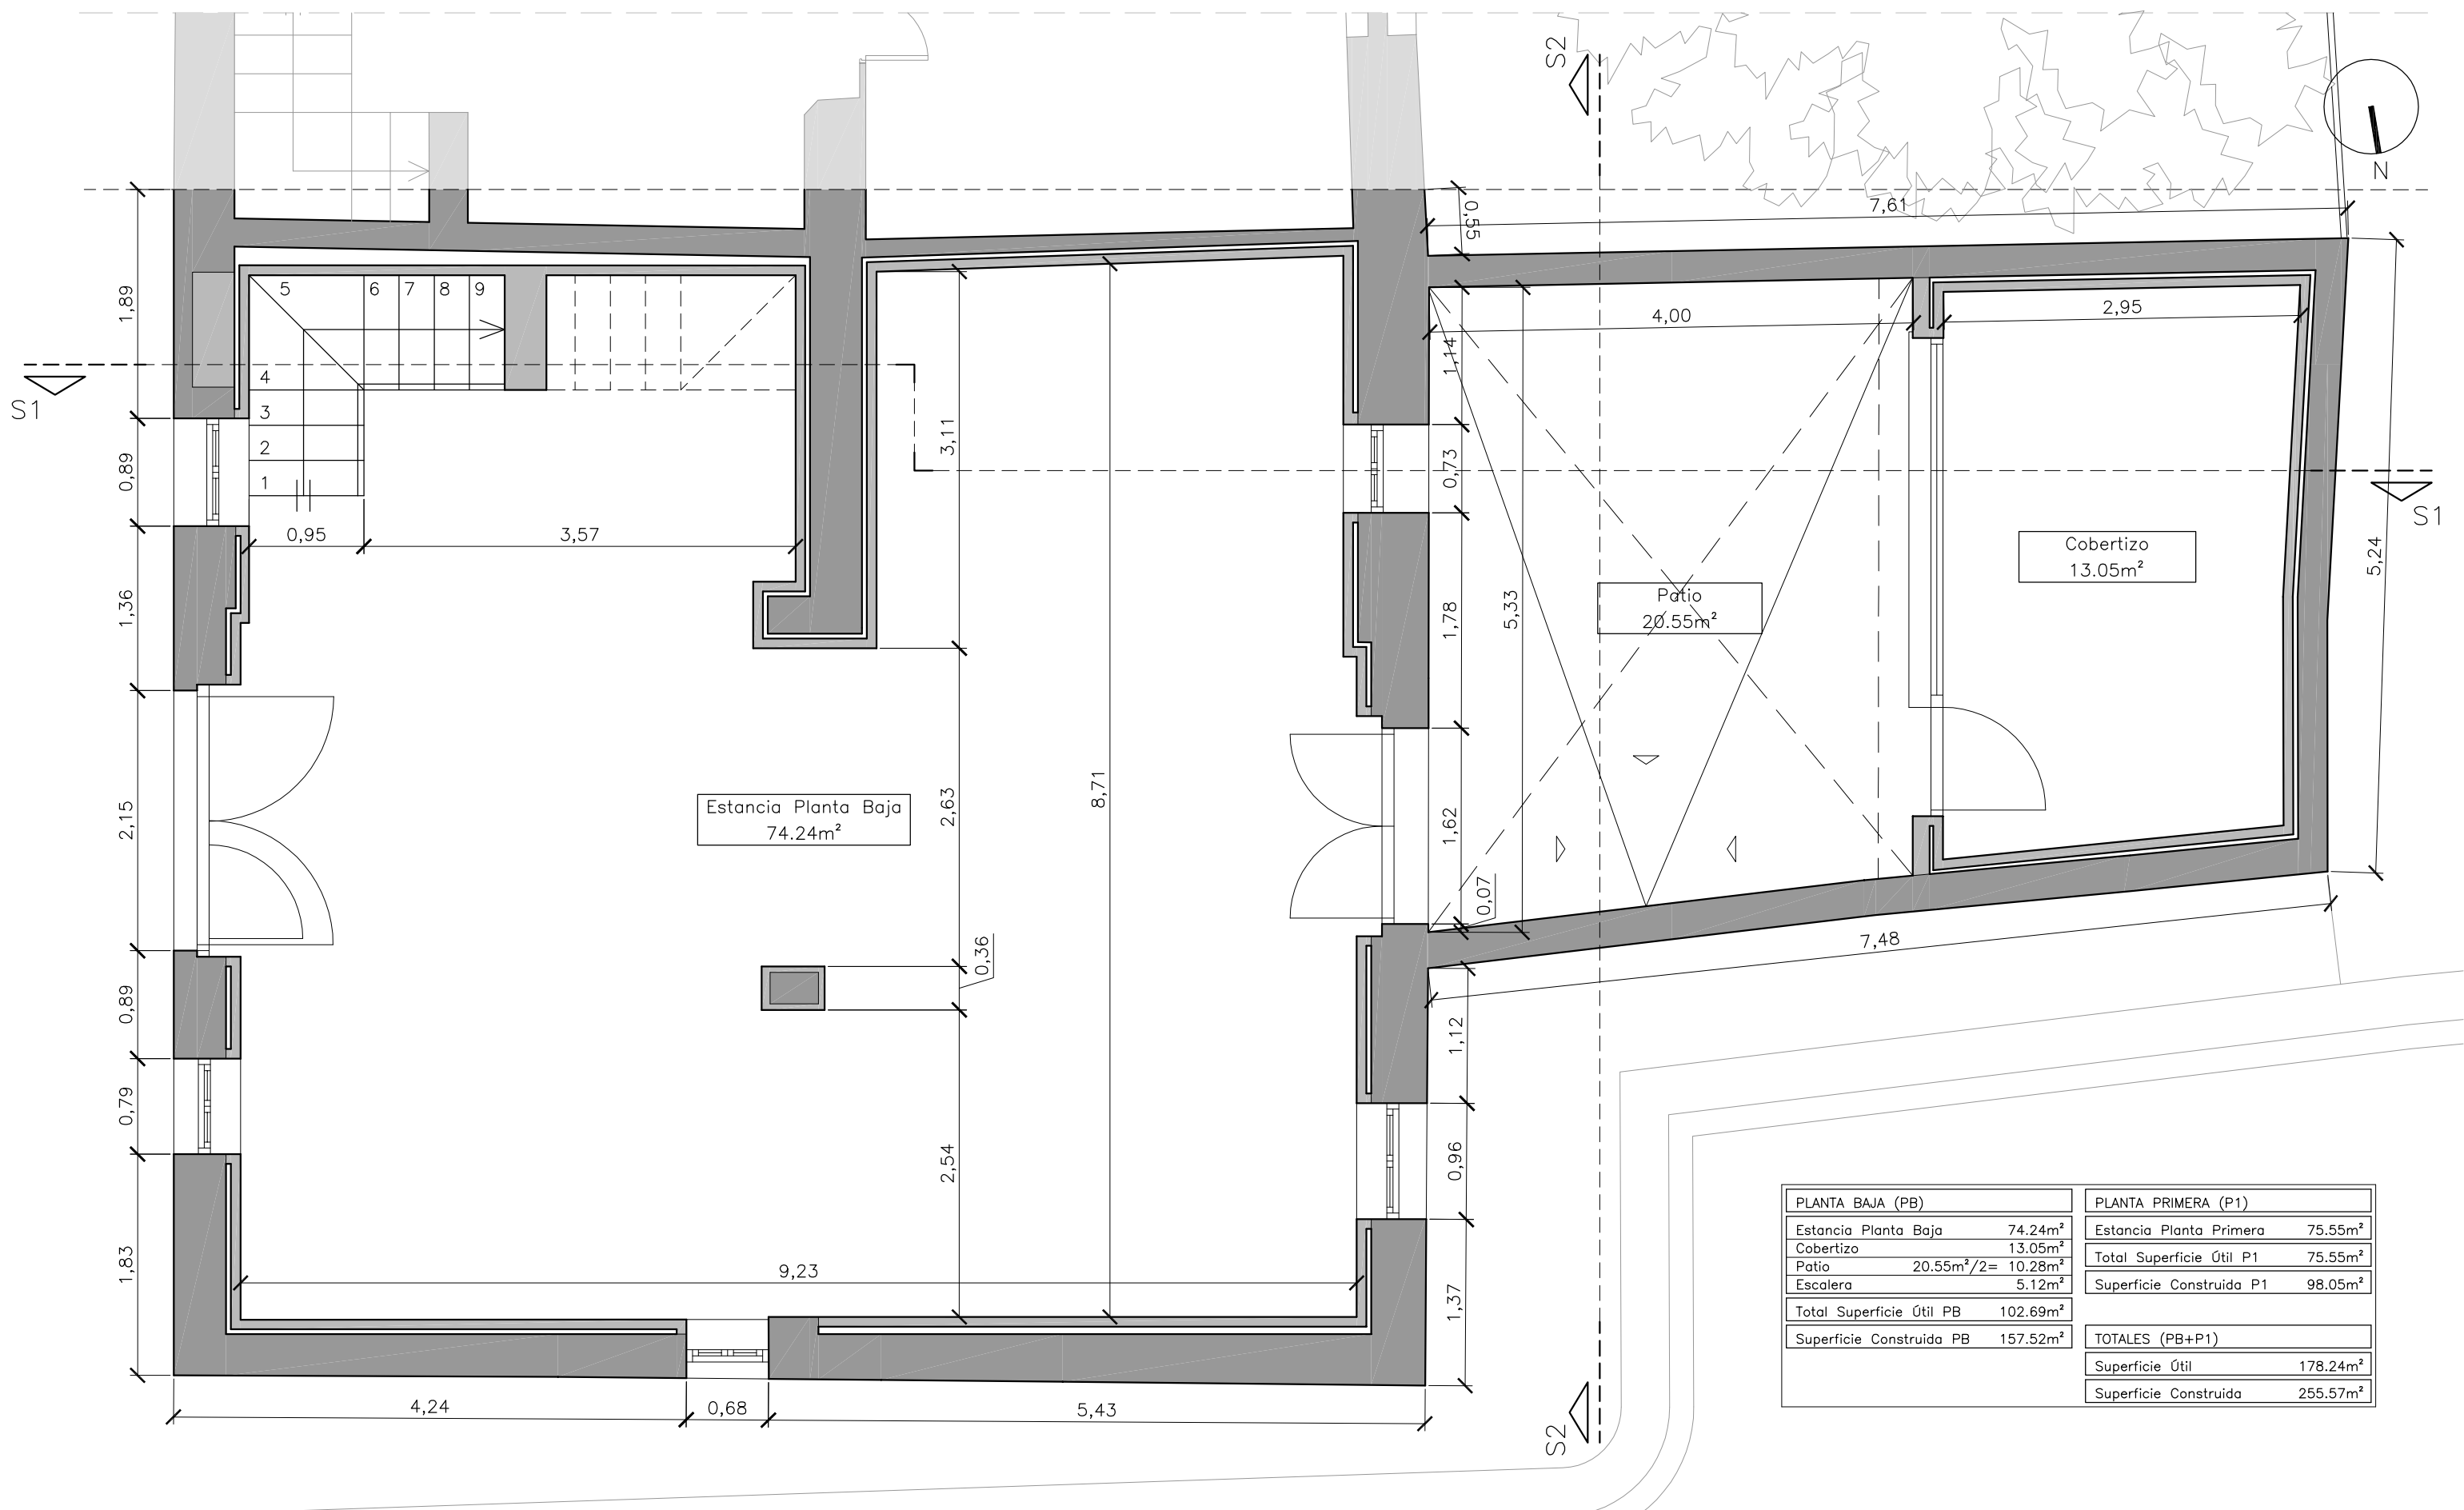 S2
N
7,61
0,55
1,89
5
6
7
8
9
4,00
2,95
1,14
4
S1
3
3,11
2
0,89
0,73
1
S1
0,95
3,57
Cobertizo
13.05m²
5,24
1,36
1,78
5,33
Patio
20.55m²
8,71
Estancia Planta Baja
74.24m²
2,15
2,63
1,62
0,07
0,36
7,48
0,89
1,12
0,79
2,54
0,96
1,83
9,23
1,37
4,24
0,68
5,43
S2
PLANTA BAJA (PB)
Estancia Planta Baja 74.24m²
Cobertizo 13.05m²
Patio 20.55m²/2= 10.28m²
Escalera 5.12m²
Total Superficie Útil PB 102.69m²
Superficie Construida PB 157.52m²
PLANTA PRIMERA (P1)
Estancia Planta Primera 75.55m²
Total Superficie Útil P1 75.55m²
Superficie Construida P1 98.05m²
TOTALES (PB+P1)
Superficie Útil 178.24m²
Superficie Construida 255.57m²